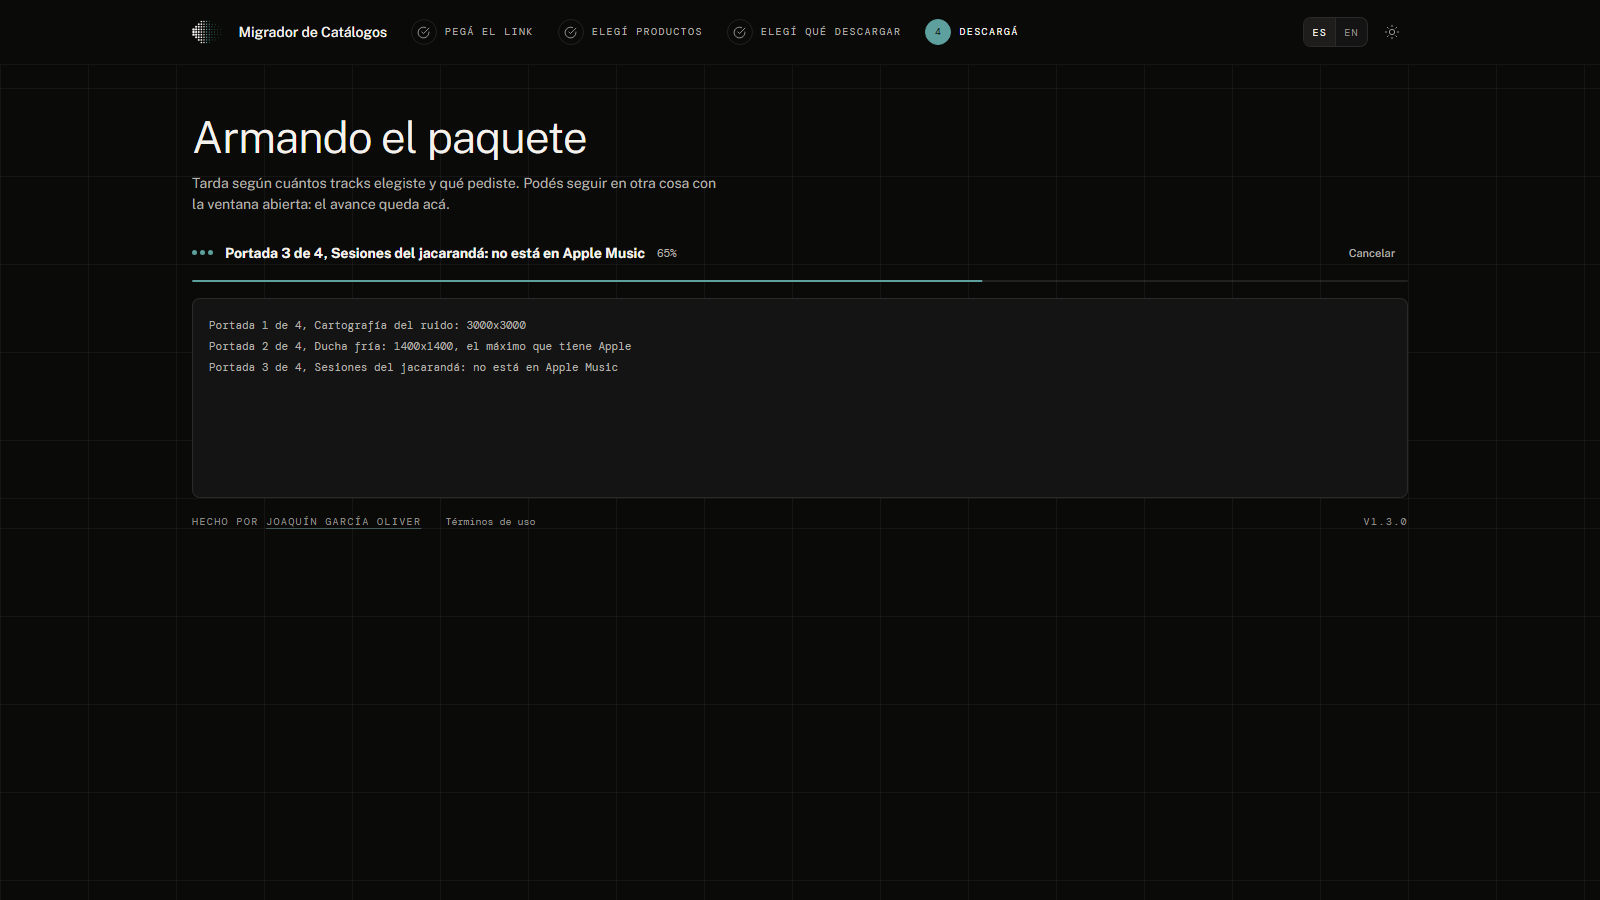 Migrador de Catálogos
PEGÁ EL LINK
ELEGÍ PRODUCTOS
ELEGÍ QUÉ DESCARGAR
4 DESCARGÁ
ES EN
Armando el paquete
Tarda según cuántos tracks elegiste y qué pediste. Podés seguir en otra cosa con
la ventana abierta: el avance queda acá.
Portada 3 de 4, Sesiones del jacarandá: no está en Apple Music 65% Cancelar
Portada 1 de 4, Cartografía del ruido: 3000x3000
Portada 2 de 4, Ducha fría: 1400x1400, el máximo que tiene Apple
Portada 3 de 4, Sesiones del jacarandá: no está en Apple Music
HECHO POR JOAQUÍN GARCÍA OLIVER Términos de uso V1.3.0